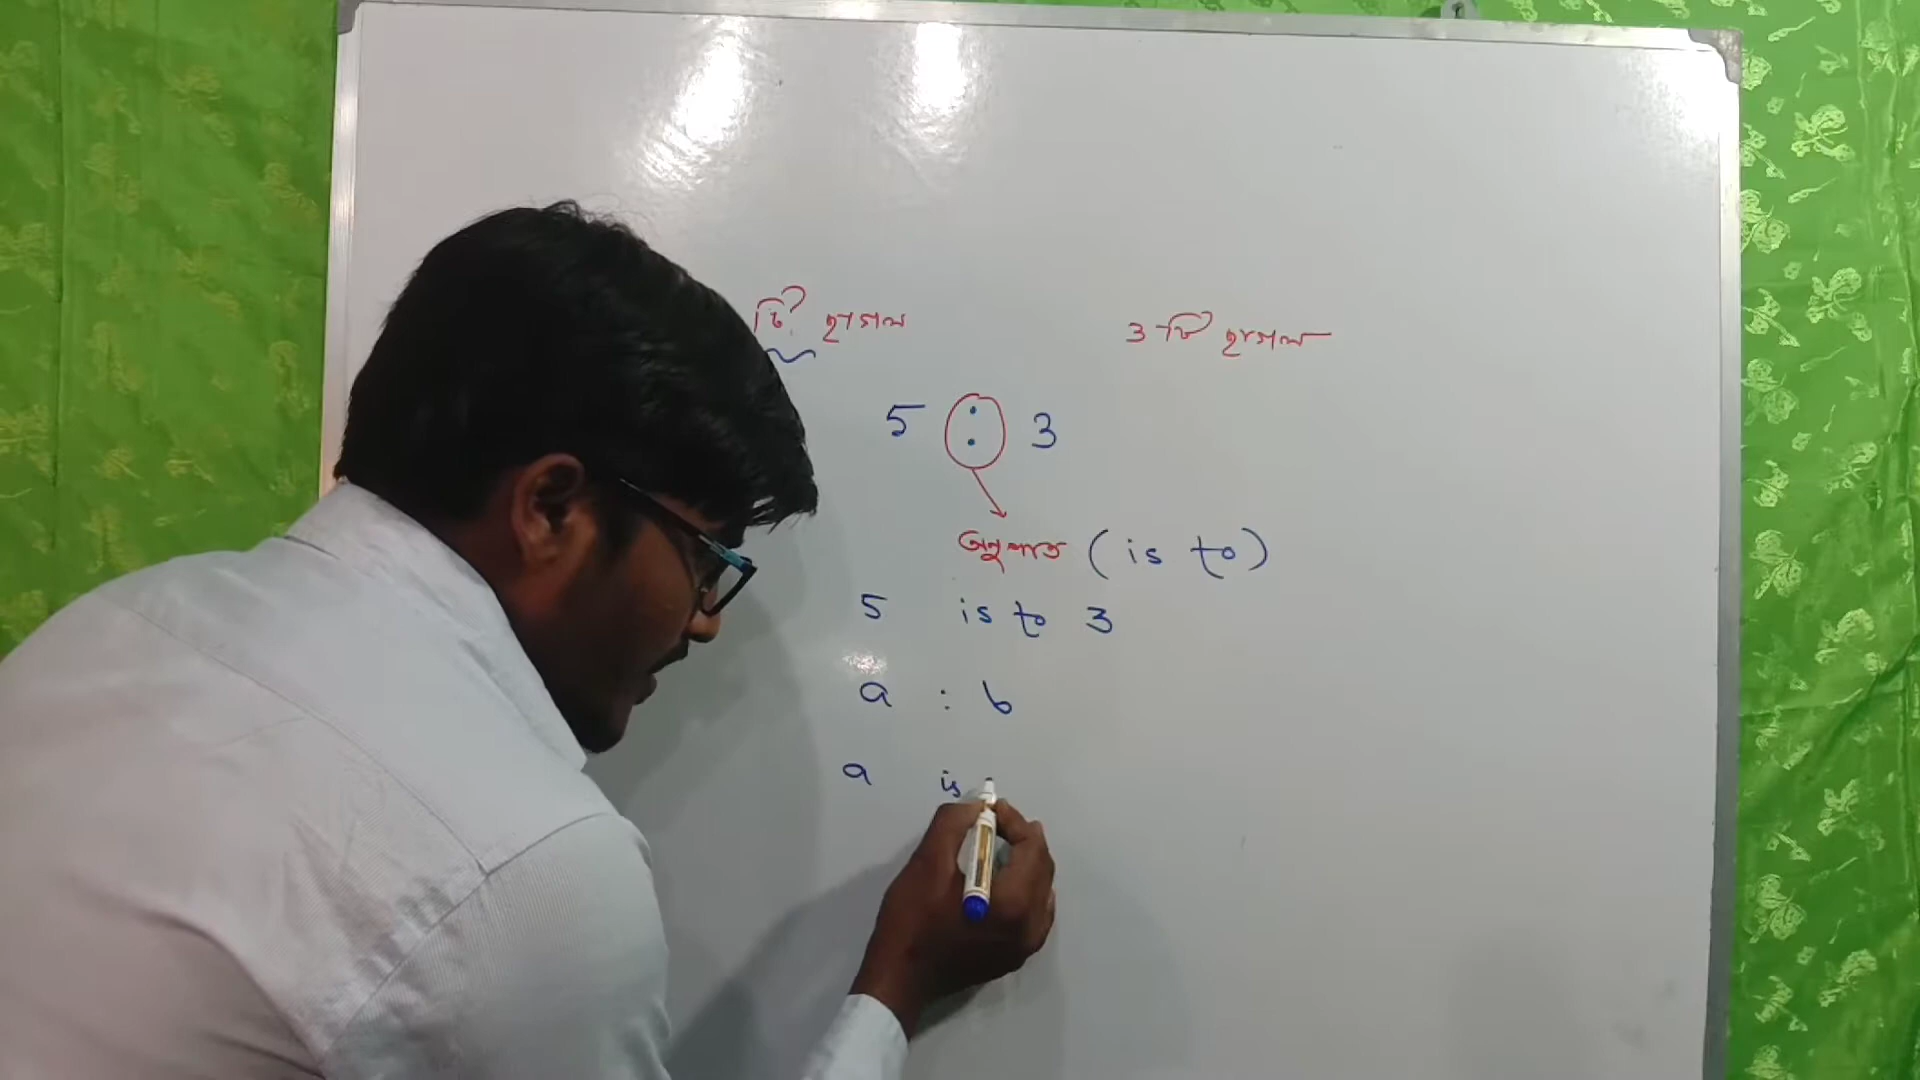 টি ছাগল 3 টি ছাগল
5 : 3
অনুপাত (is to)
5 is to 3
a : b
a is